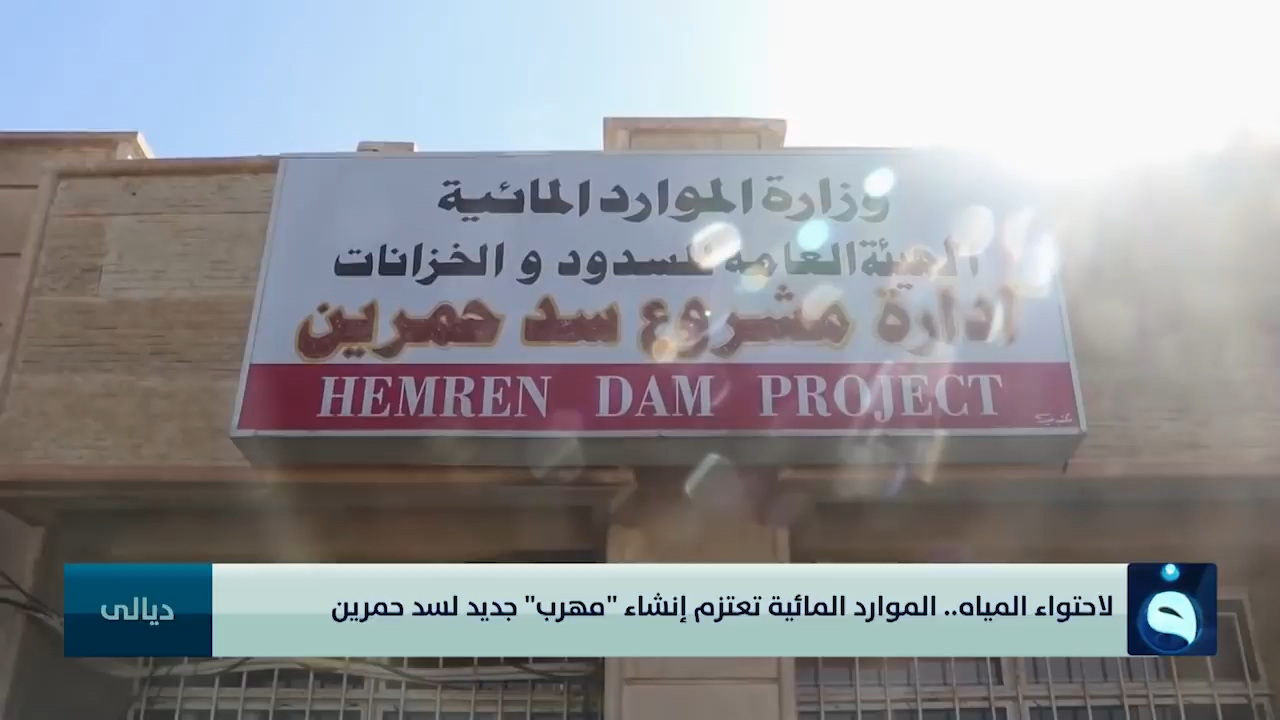 وزارة الموارد المائية
الهيئة العامه للسدود و الخزانات
ادارة مشروع سد حمرين
HEMREN DAM PROJECT
لاحتواء المياه.. الموارد المائية تعتزم إنشاء "مهرب" جديد لسد حمرين
ديالى